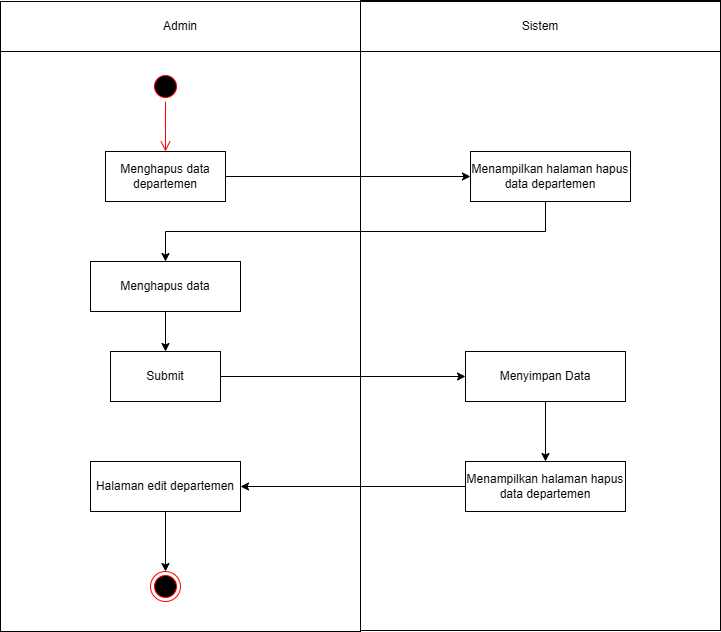 Admin
Sistem
Menghapus data
departemen
Menampilkan halaman hapus
data departemen
Menghapus data
Submit
Menyimpan Data
Halaman edit departemen
Menampilkan halaman hapus
data departemen